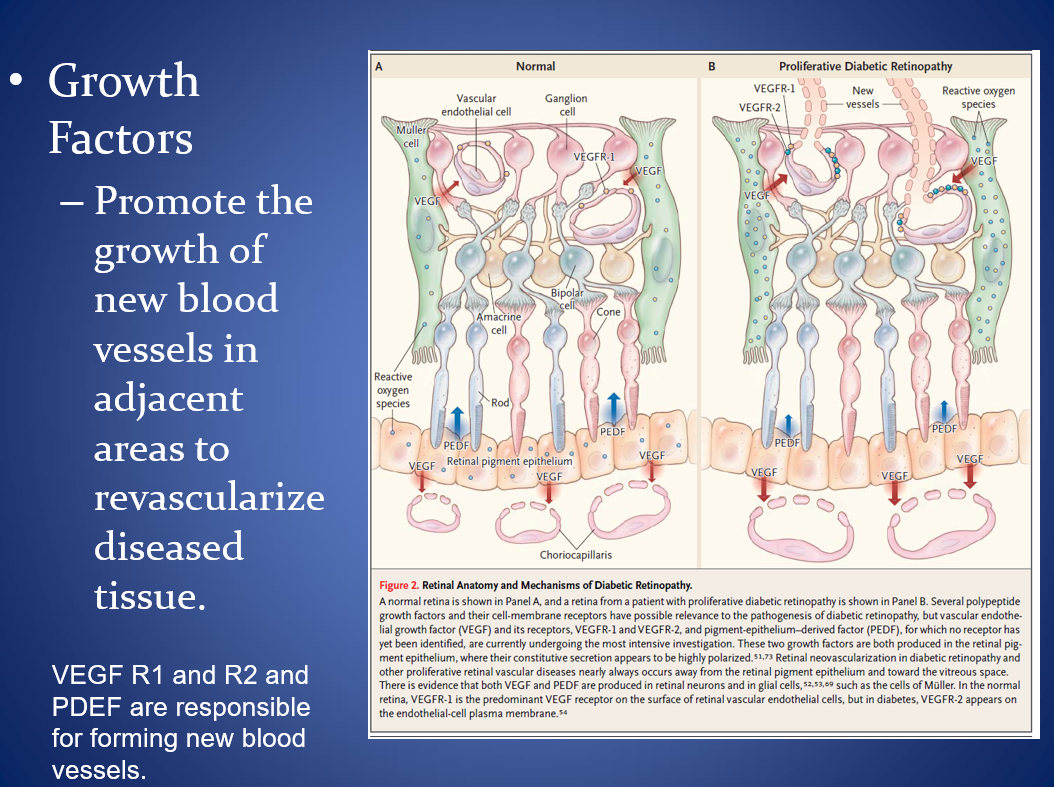 • Growth
Factors
– Promote the
growth of
new blood
vessels in
adjacent
areas to
revascularize
diseased
tissue.
VEGF R1 and R2 and
PDEF are responsible
for forming new blood
vessels.
A
Normal
Vascular
endothelial cell
Ganglion
cell
Muller
cell
VEGFR-1
VEGF
VEGF
Bipolar
cell
Amacrine
cell
Cone
Reactive
oxygen
species
Rod
PEDF
PEDF
VEGF
Retinal pigment epithelium
VEGF
VEGF
Choriocapillaris
B
Proliferative Diabetic Retinopathy
VEGFR-1
New
vessels
Reactive oxygen
species
VEGFR-2
VEGF
VEGF
PEDF
PEDF
VEGF
VEGF
VEGF
Figure 2. Retinal Anatomy and Mechanisms of Diabetic Retinopathy.
A normal retina is shown in Panel A, and a retina from a patient with proliferative diabetic retinopathy is shown in Panel B. Several polypeptide
growth factors and their cell-membrane receptors have possible relevance to the pathogenesis of diabetic retinopathy, but vascular endothe-
lial growth factor (VEGF) and its receptors, VEGFR-1 and VEGFR-2, and pigment-epithelium–derived factor (PEDF), for which no receptor has
yet been identified, are currently undergoing the most intensive investigation. These two growth factors are both produced in the retinal pig-
ment epithelium, where their constitutive secretion appears to be highly polarized.51,73 Retinal neovascularization in diabetic retinopathy and
other proliferative retinal vascular diseases nearly always occurs away from the retinal pigment epithelium and toward the vitreous space.
There is evidence that both VEGF and PEDF are produced in retinal neurons and in glial cells,52,53,69 such as the cells of Müller. In the normal
retina, VEGFR-1 is the predominant VEGF receptor on the surface of retinal vascular endothelial cells, but in diabetes, VEGFR-2 appears on
the endothelial-cell plasma membrane.54